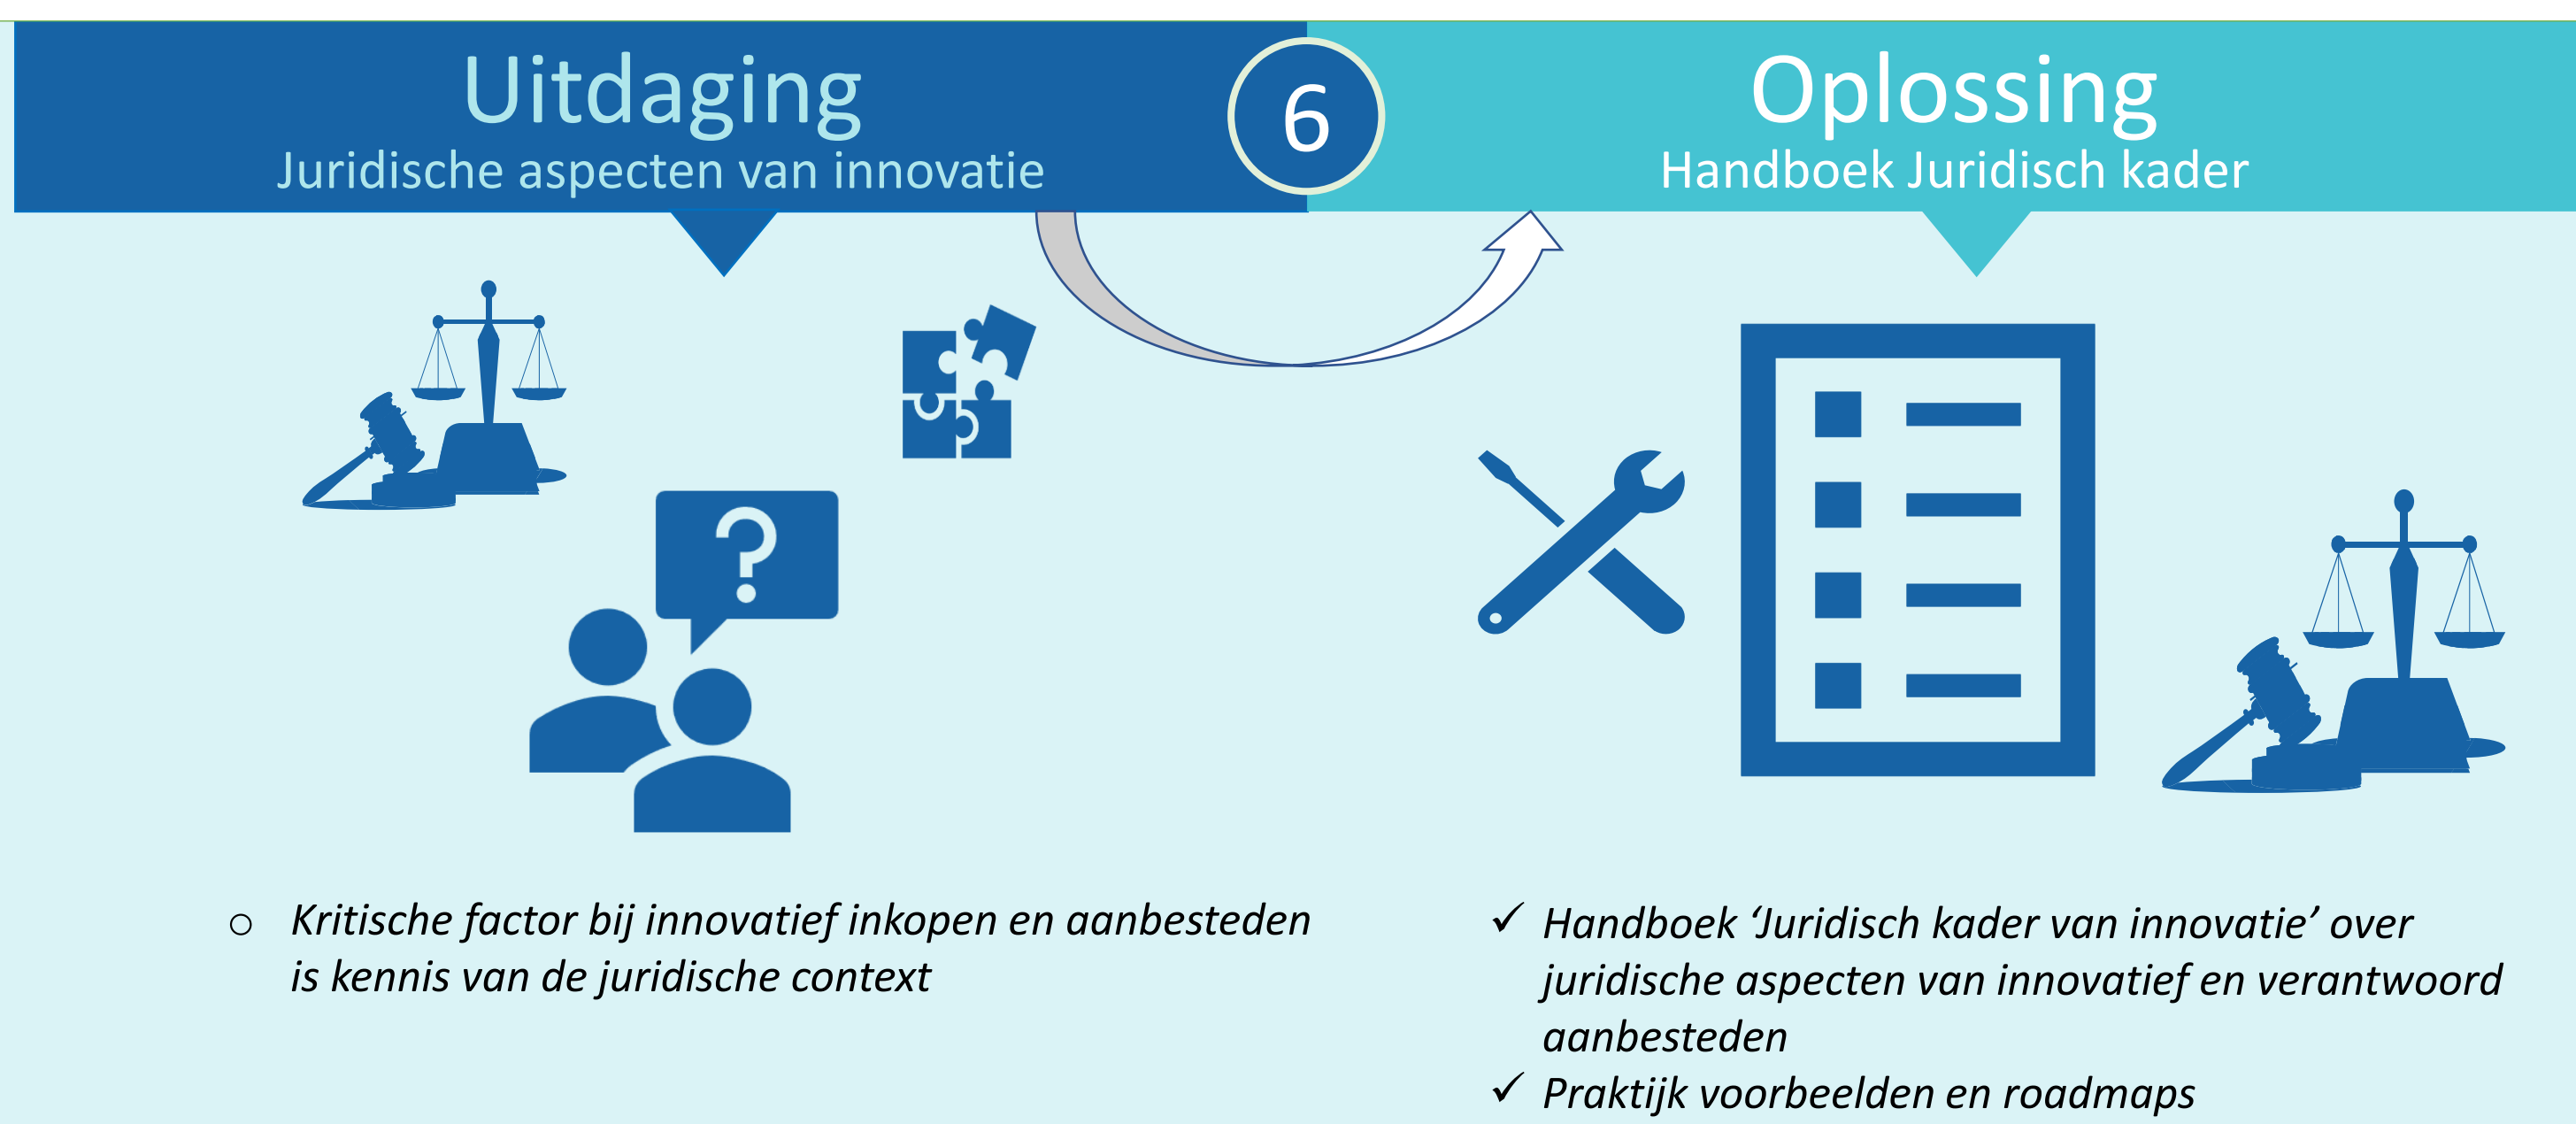 Uitdaging
Juridische aspecten van innovatie
6
Oplossing
Handboek Juridisch kader
?
o Kritische factor bij innovatief inkopen en aanbesteden
is kennis van de juridische context
✓ Handboek ‘Juridisch kader van innovatie’ over
juridische aspecten van innovatief en verantwoord
aanbesteden
✓ Praktijk voorbeelden en roadmaps